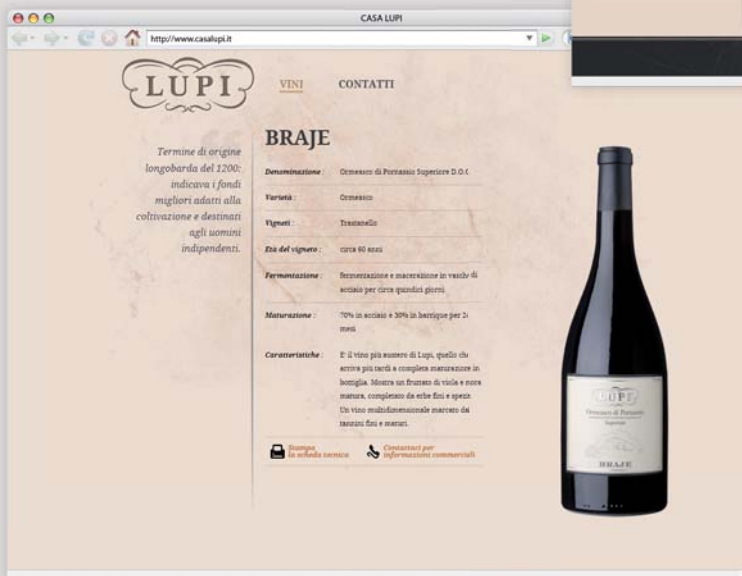 CASA LUPI
http://www.casalupi.it
LUPI
VINI CONTATTI
BRAJE
Termine di origine
longobarda del 1200:
indicava i fondi
migliori adatti alla
coltivazione e destinati
agli uomini
indipendenti.
Denominazione : Ormeasco di Pornassio Superiore D.O.C.
Varietà : Ormeasco
Vigneti : Trastanello
Età del vigneto : circa 60 anni
Fermentazione : fermentazione e macerazione in vasche di
acciaio per circa quindici giorni
Maturazione : 70% in acciaio e 30% in barrique per
mesi
Caratteristiche : E' il vino più austero di Lupi, quello che
arriva più tardi a completa maturazione in
bottiglia. Mostra un fruttato di viola e mora
matura, completato da erbe fini e spezie.
Un vino multidimensionale marcato dai
tannini fini e maturi.
Stampa
la scheda tecnica
Contattaci per
informazioni commerciali
LUPI
Ormeasco di Pornassio
Superiore
BRAJE